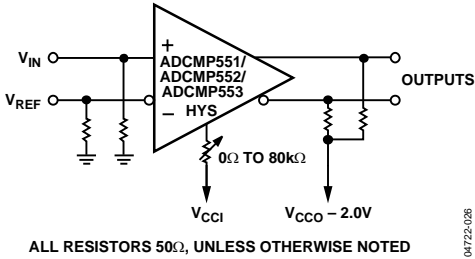 +
V_IN
ADCMP551/
ADCMP552/
ADCMP553
OUTPUTS
V_REF
–
HYS
0Ω TO 80kΩ
V_CCI
V_CCO – 2.0V
ALL RESISTORS 50Ω, UNLESS OTHERWISE NOTED
04722-026